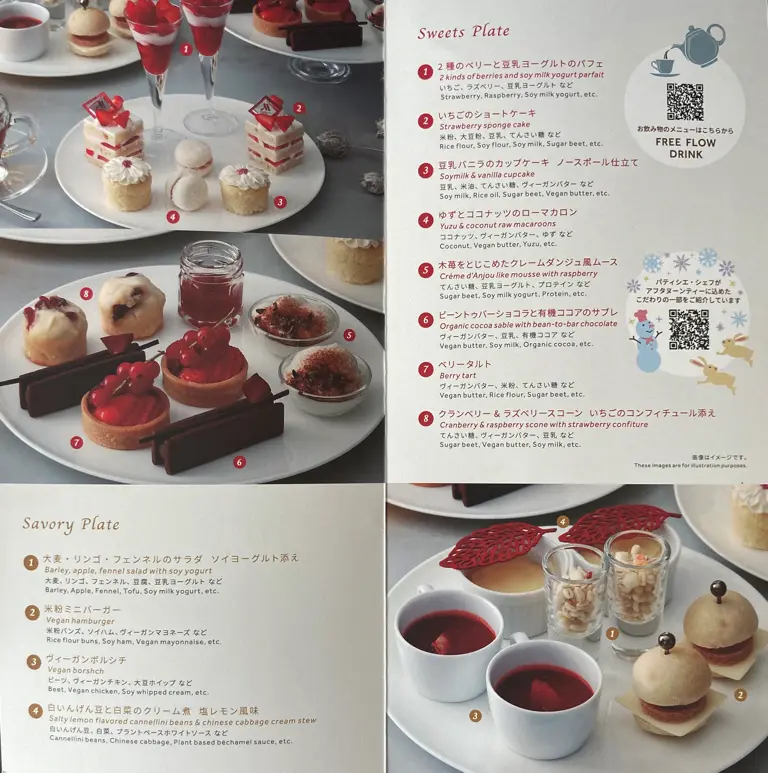 Sweets Plate
1 2種のベリーと豆乳ヨーグルトのパフェ
2 kinds of berries and soy milk yogurt parfait
いちご、ラズベリー、豆乳ヨーグルト など
Strawberry, Raspberry, Soy milk yogurt, etc.
2 いちごのショートケーキ
Strawberry sponge cake
米粉、大豆粉、豆乳、てんさい糖 など
Rice flour, Soy flour, Soy milk, Sugar beet, etc.
3 豆乳バニラのカップケーキ ノースポール仕立て
Soymilk & vanilla cupcake
豆乳、米油、てんさい糖、ヴィーガンバター など
Soy milk, Rice oil, Sugar beet, Vegan butter, etc.
4 ゆずとココナッツのローマカロン
Yuzu & coconut raw macaroons
ココナッツ、ヴィーガンバター、ゆず など
Coconut, Vegan butter, Yuzu, etc.
5 木苺をとじこめたクレームダンジュ風ムース
Crème d'Anjou like mousse with raspberry
てんさい糖、豆乳ヨーグルト、プロテイン など
Sugar beet, Soy milk yogurt, Protein, etc.
6 ビーントゥバーショコラと有機ココアのサブレ
Organic cocoa sable with bean-to-bar chocolate
ヴィーガンバター、豆乳、有機ココア など
Vegan butter, Soy milk, Organic cocoa, etc.
7 ベリータルト
Berry tart
ヴィーガンバター、米粉、てんさい糖 など
Vegan butter, Rice flour, Sugar beet, etc.
8 クランベリー & ラズベリースコーン いちごのコンフィチュール添え
Cranberry & raspberry scone with strawberry confiture
てんさい糖、ヴィーガンバター、豆乳 など
Sugar beet, Vegan butter, Soy milk, etc.
お飲み物のメニューはこちらから
FREE FLOW
DRINK
パティシエ・シェフが
アフタヌーンティーに込めた
こだわりの一部をご紹介しています
画像はイメージです。
These images are for illustration purposes.
1
2
3
4
5
6
7
8
Savory Plate
1 大麦・リンゴ・フェンネルのサラダ ソイヨーグルト添え
Barley, apple, fennel salad with soy yogurt
大麦、リンゴ、フェンネル、豆腐、豆乳ヨーグルト など
Barley, Apple, Fennel, Tofu, Soy milk yogurt, etc.
2 米粉ミニバーガー
Vegan hamburger
米粉バンズ、ソイハム、ヴィーガンマヨネーズ など
Rice flour buns, Soy ham, Vegan mayonnaise, etc.
3 ヴィーガンボルシチ
Vegan borshch
ビーツ、ヴィーガンチキン、大豆ホイップ など
Beet, Vegan chicken, Soy whipped cream, etc.
4 白いんげん豆と白菜のクリーム煮 塩レモン風味
Salty lemon flavored cannellini beans & chinese cabbage cream stew
白いんげん豆、白菜、プラントベースホワイトソース など
Cannellini beans, Chinese cabbage, Plant based béchamel sauce, etc.
4
1
2
3